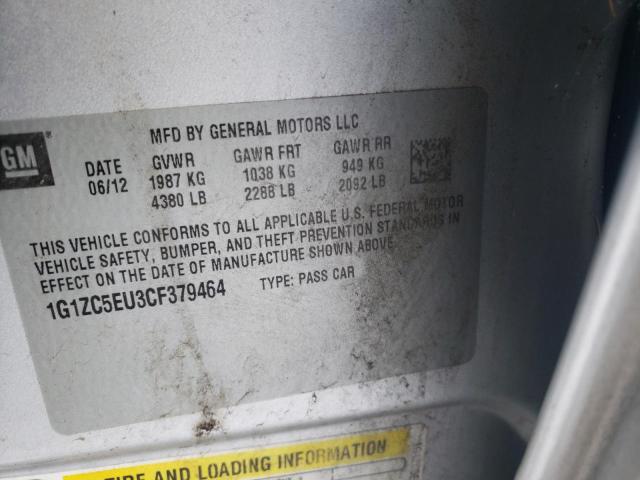 GM
MFD BY GENERAL MOTORS LLC
DATE GVWR GAWR FRT GAWR RR
06/12 1987 KG 1038 KG 949 KG
4380 LB 2288 LB 2092 LB
THIS VEHICLE CONFORMS TO ALL APPLICABLE U.S. FEDERAL MOTOR
VEHICLE SAFETY, BUMPER, AND THEFT PREVENTION STANDARDS IN
EFFECT ON THE DATE OF MANUFACTURE SHOWN ABOVE.
1G1ZC5EU3CF379464 TYPE: PASS CAR
TIRE AND LOADING INFORMATION